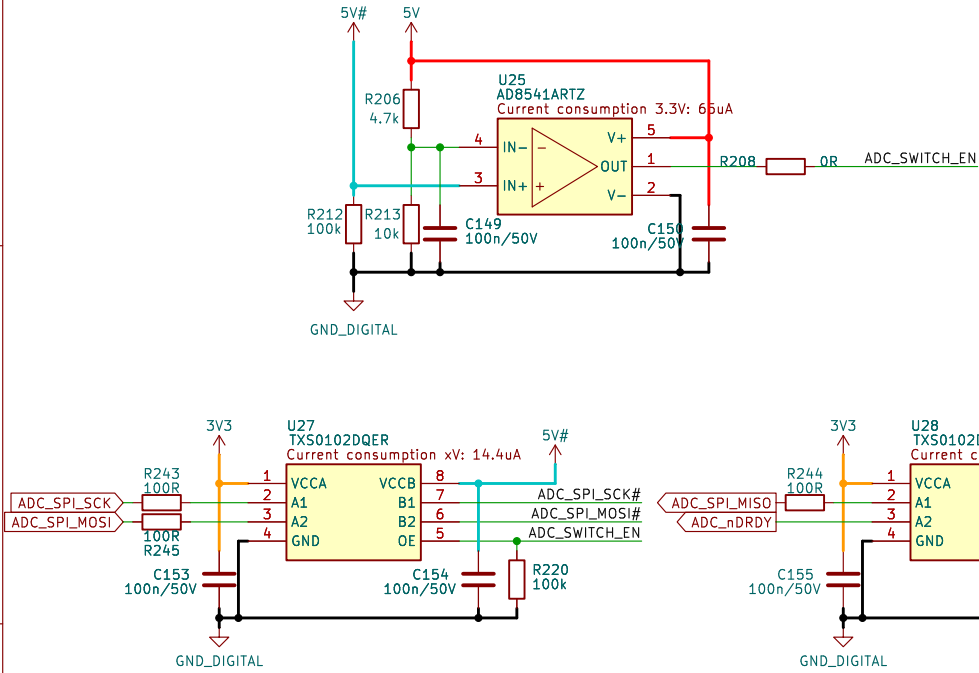 5V# 5V
U25
AD8541ARTZ
Current consumption 3.3V: 65uA
R206
4.7k
4 IN- - V+ 5
OUT 1 R208 0R ADC_SWITCH_EN
3 IN+ + V- 2
R212 R213
100k 10k
C149
100n/50V
C150
100n/50V
GND_DIGITAL
3V3
U27
TXS0102DQER
Current consumption xV: 14.4uA
5V#
R243
100R
1 VCCA VCCB 8
ADC_SPI_SCK 2 A1 B1 7 ADC_SPI_SCK#
ADC_SPI_MOSI 3 A2 B2 6 ADC_SPI_MOSI#
4 GND OE 5 ADC_SWITCH_EN
100R
R245
C153
100n/50V
C154
100n/50V
R220
100k
GND_DIGITAL
3V3
U28
TXS0102D
Current c
R244
100R
1 VCCA
ADC_SPI_MISO 2 A1
ADC_nDRDY 3 A2
4 GND
C155
100n/50V
GND_DIGITAL